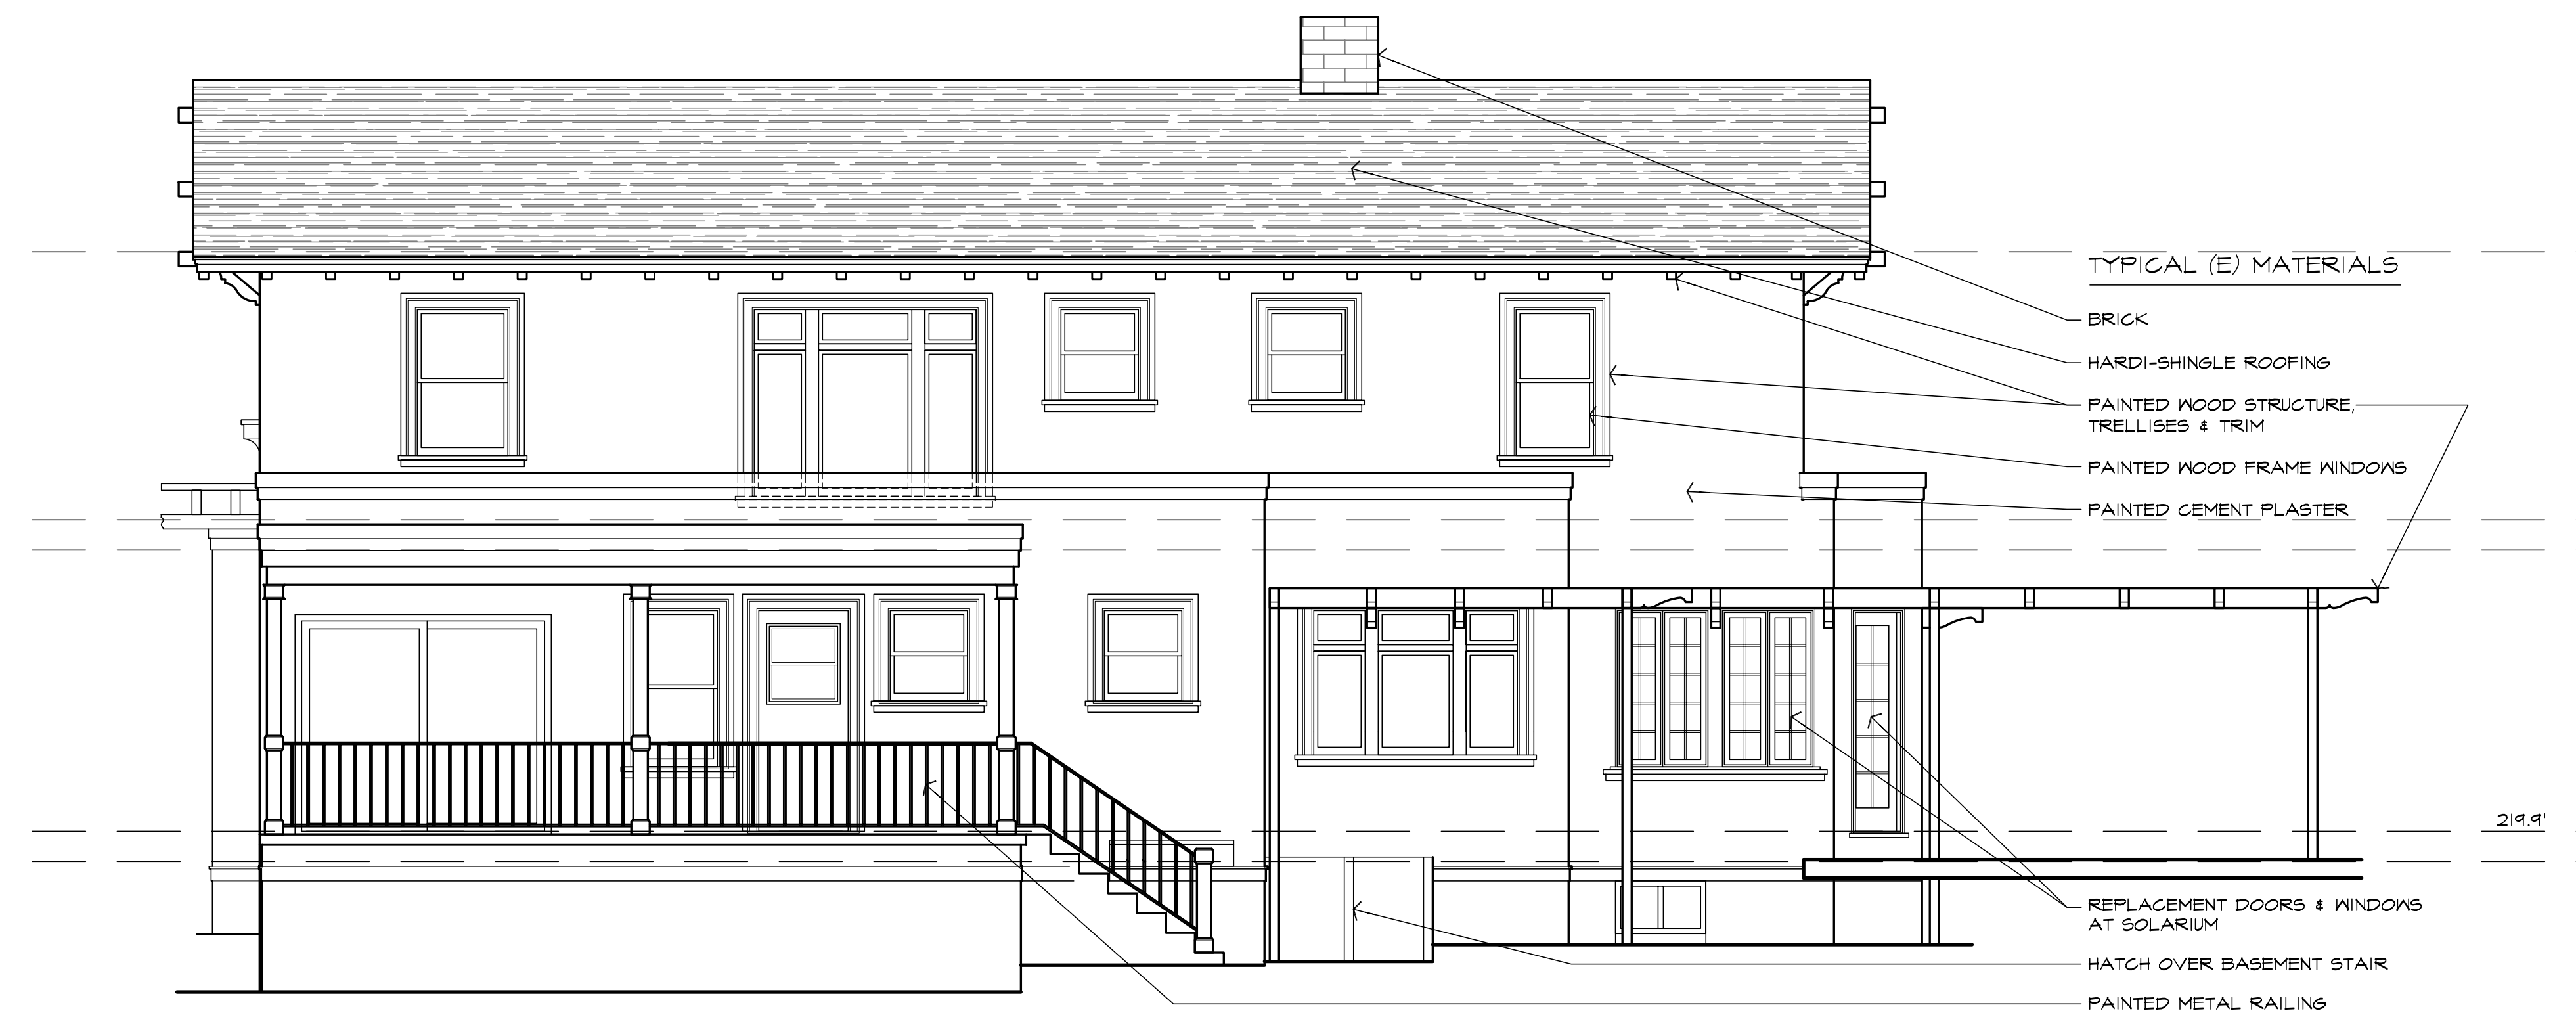 TYPICAL (E) MATERIALS
BRICK
HARDI-SHINGLE ROOFING
PAINTED WOOD STRUCTURE,
TRELLISES & TRIM
PAINTED WOOD FRAME WINDOWS
PAINTED CEMENT PLASTER
219.9'
REPLACEMENT DOORS & WINDOWS
AT SOLARIUM
HATCH OVER BASEMENT STAIR
PAINTED METAL RAILING